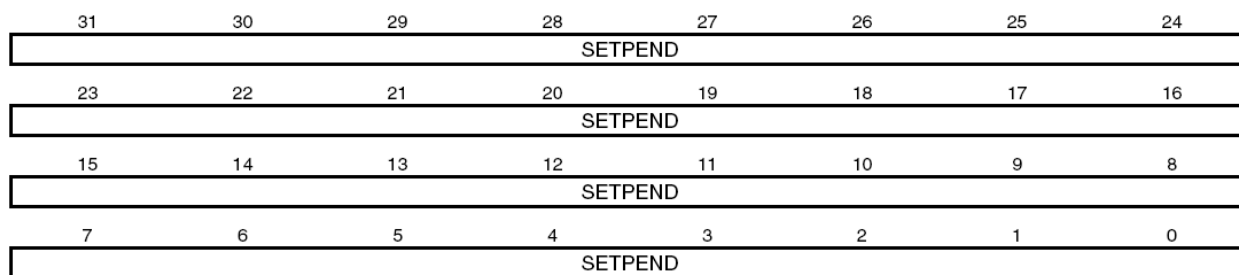 31 30 29 28 27 26 25 24
SETPEND
23 22 21 20 19 18 17 16
SETPEND
15 14 13 12 11 10 9 8
SETPEND
7 6 5 4 3 2 1 0
SETPEND